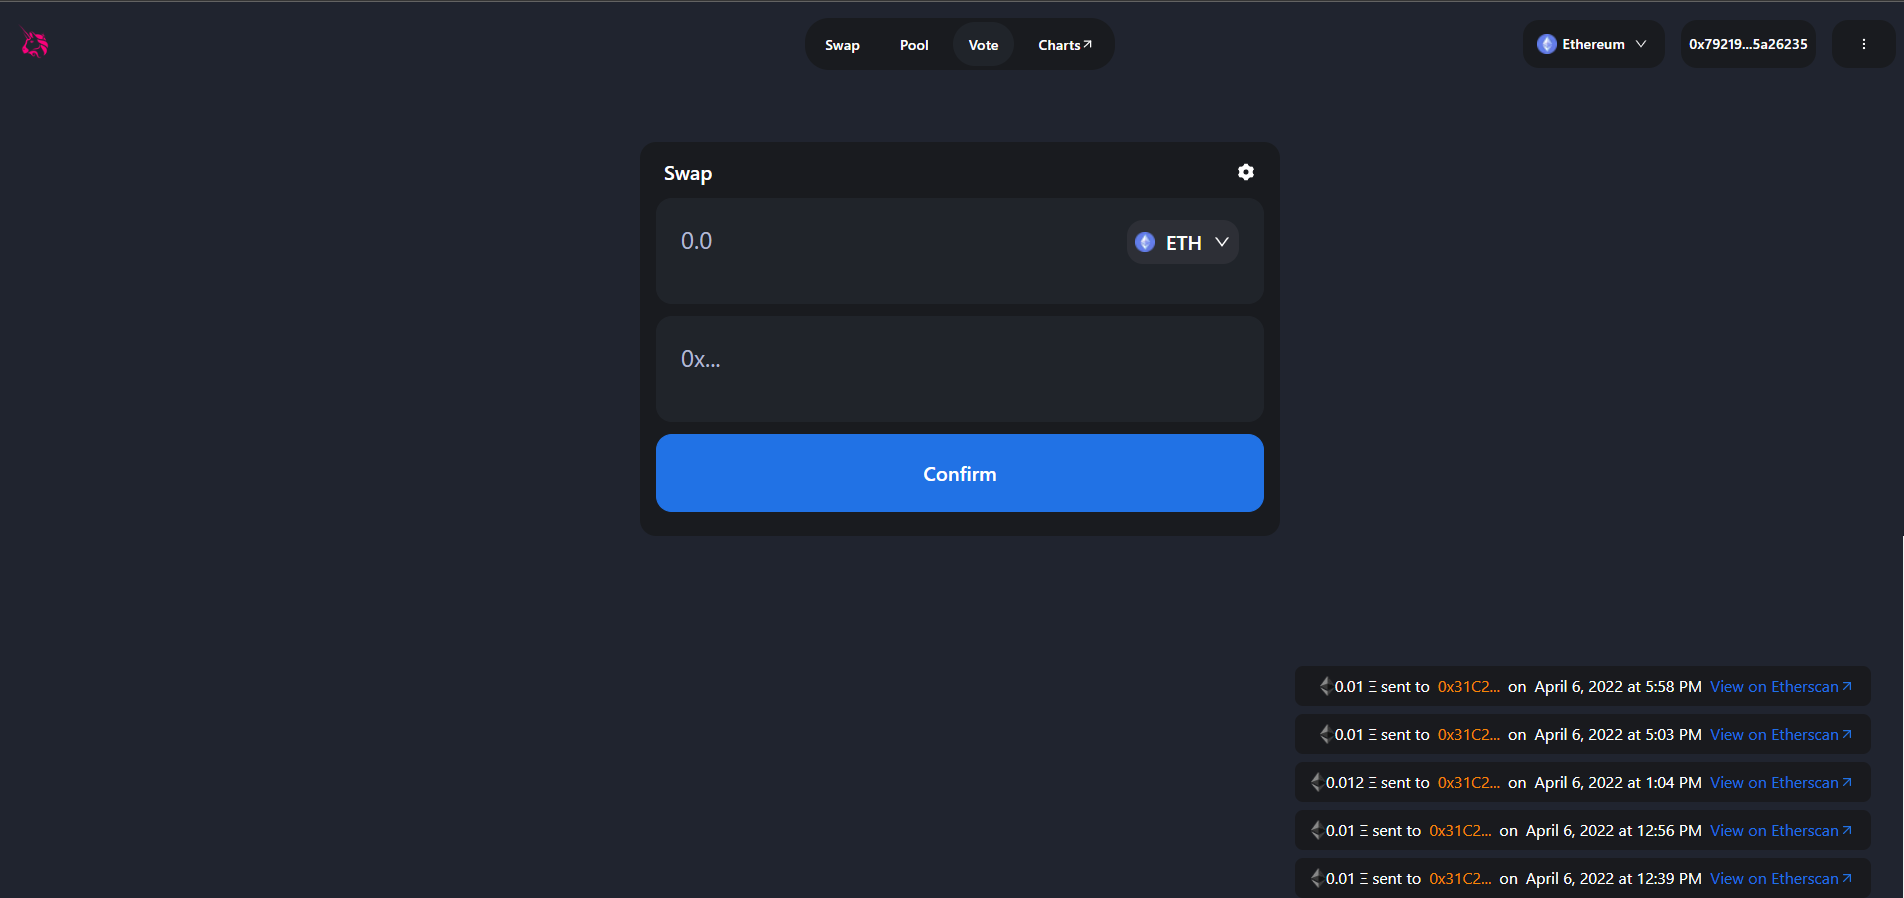 Swap Pool Vote Charts↗ Ethereum 0x79219...5a26235
Swap
0.0 ETH
0x...
Confirm
0.01 Ξ sent to 0x31C2... on April 6, 2022 at 5:58 PM View on Etherscan↗
0.01 Ξ sent to 0x31C2... on April 6, 2022 at 5:03 PM View on Etherscan↗
0.012 Ξ sent to 0x31C2... on April 6, 2022 at 1:04 PM View on Etherscan↗
0.01 Ξ sent to 0x31C2... on April 6, 2022 at 12:56 PM View on Etherscan↗
0.01 Ξ sent to 0x31C2... on April 6, 2022 at 12:39 PM View on Etherscan↗